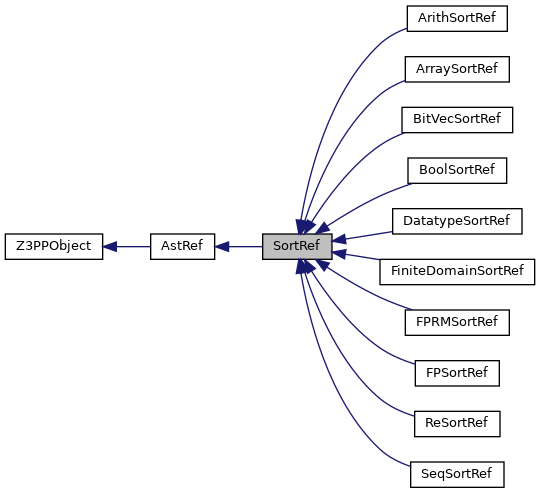 Z3PPObject
AstRef
SortRef
ArithSortRef
ArraySortRef
BitVecSortRef
BoolSortRef
DatatypeSortRef
FiniteDomainSortRef
FPRMSortRef
FPSortRef
ReSortRef
SeqSortRef